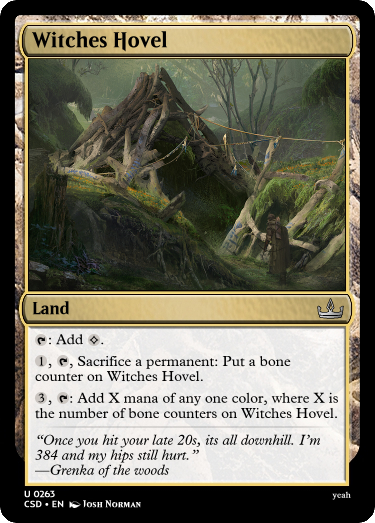 Witches Hovel
Land
: Add .
1, , Sacrifice a permanent: Put a bone
counter on Witches Hovel.
3, , : Add X mana of any one color, where X is
the number of bone counters on Witches Hovel.
“Once you hit your late 20s, its all downhill. I'm
384 and my hips still hurt.”
—Grenka of the woods
U 0263
yeah
CSD • EN Josh Norman